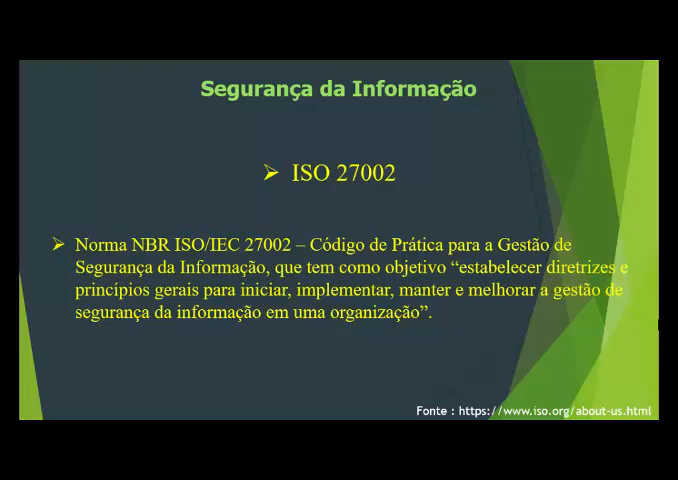 Segurança da Informação
➢ ISO 27002
➢ Norma NBR ISO/IEC 27002 – Código de Prática para a Gestão de
Segurança da Informação, que tem como objetivo “estabelecer diretrizes e
princípios gerais para iniciar, implementar, manter e melhorar a gestão de
segurança da informação em uma organização”.
Fonte : https://www.iso.org/about-us.html